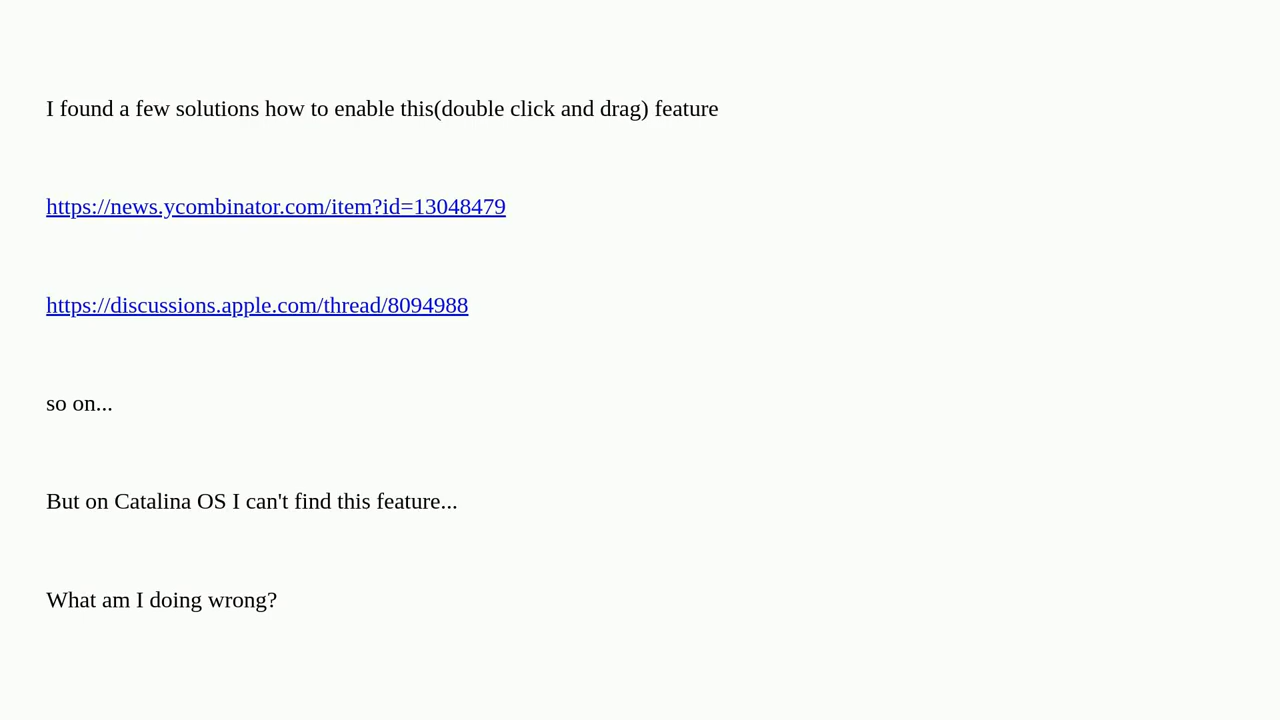 I found a few solutions how to enable this(double click and drag) feature
https://news.ycombinator.com/item?id=13048479
https://discussions.apple.com/thread/8094988
so on...
But on Catalina OS I can't find this feature...
What am I doing wrong?